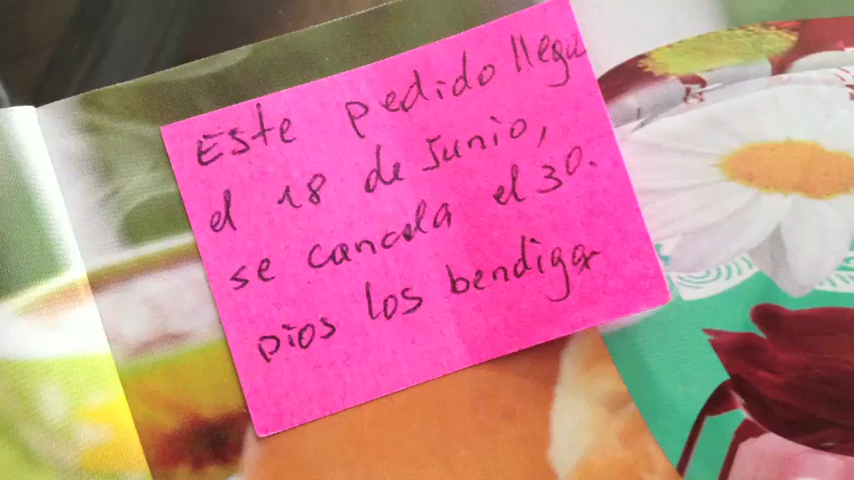 Este pedido llega
el 18 de Junio,
se cancela el 30.
Dios los bendiga